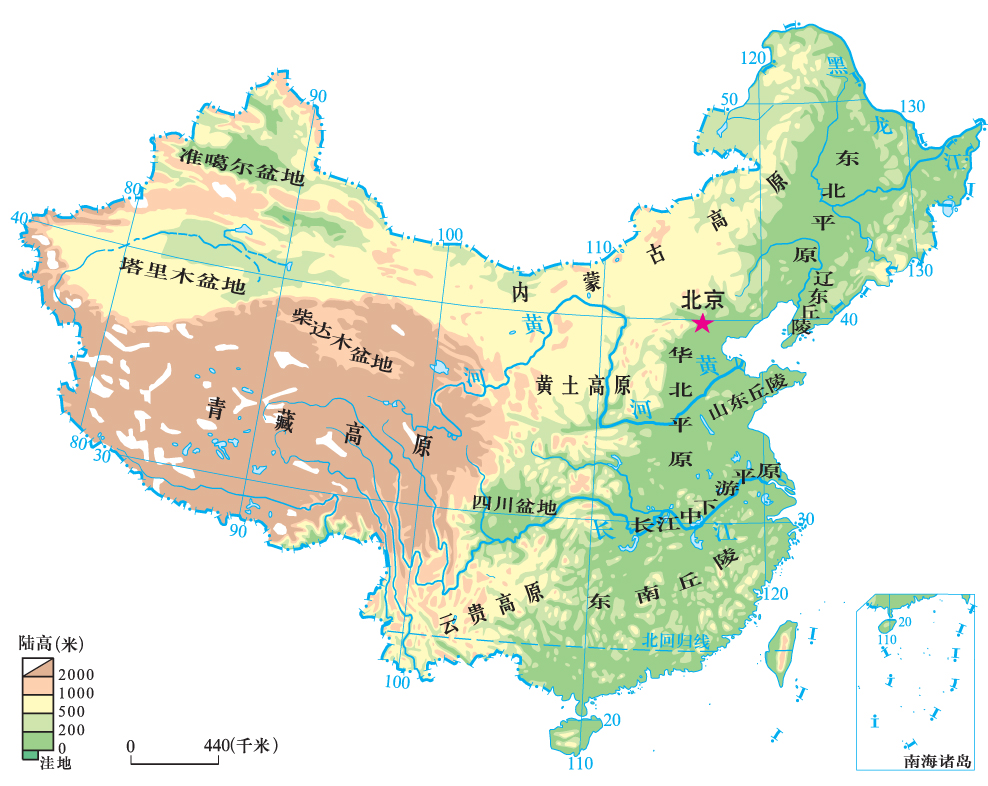 120
黑龙江
50
130
90
准噶尔盆地
东北平原
80
内蒙古高原
40
100
110
塔里木盆地
130
辽东丘陵
北京
柴达木盆地
40
黄河
华北平原
黄河
黄土高原
山东丘陵
青藏高原
80
30
长江中下游平原
四川盆地
长江
30
90
东南丘陵
云贵高原
120
北回归线
100
20
110
陆高(米)
2000
1000
500
200
0
洼地
0
440(千米)
20
110
南海诸岛